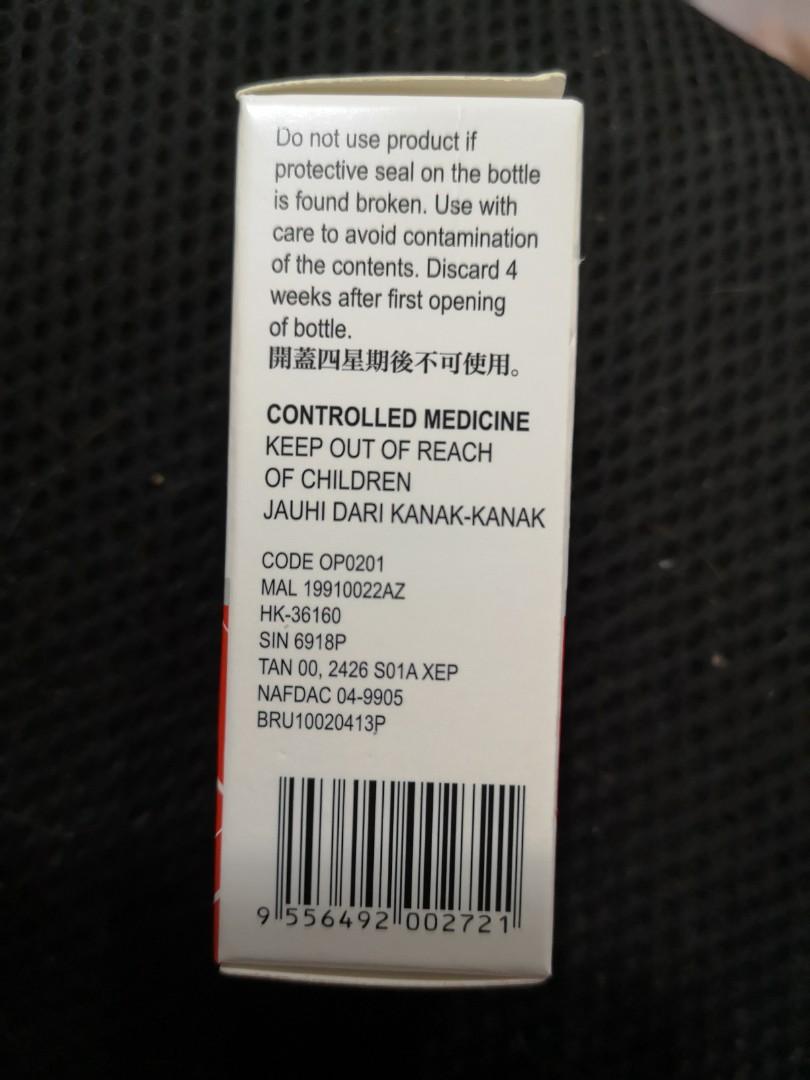 Do not use product if
protective seal on the bottle
is found broken. Use with
care to avoid contamination
of the contents. Discard 4
weeks after first opening
of bottle.
開蓋四星期後不可使用。
CONTROLLED MEDICINE
KEEP OUT OF REACH
OF CHILDREN
JAUHI DARI KANAK-KANAK
CODE OP0201
MAL 19910022AZ
HK-36160
SIN 6918P
TAN 00, 2426 S01A XEP
NAFDAC 04-9905
BRU10020413P
9 556492 002721